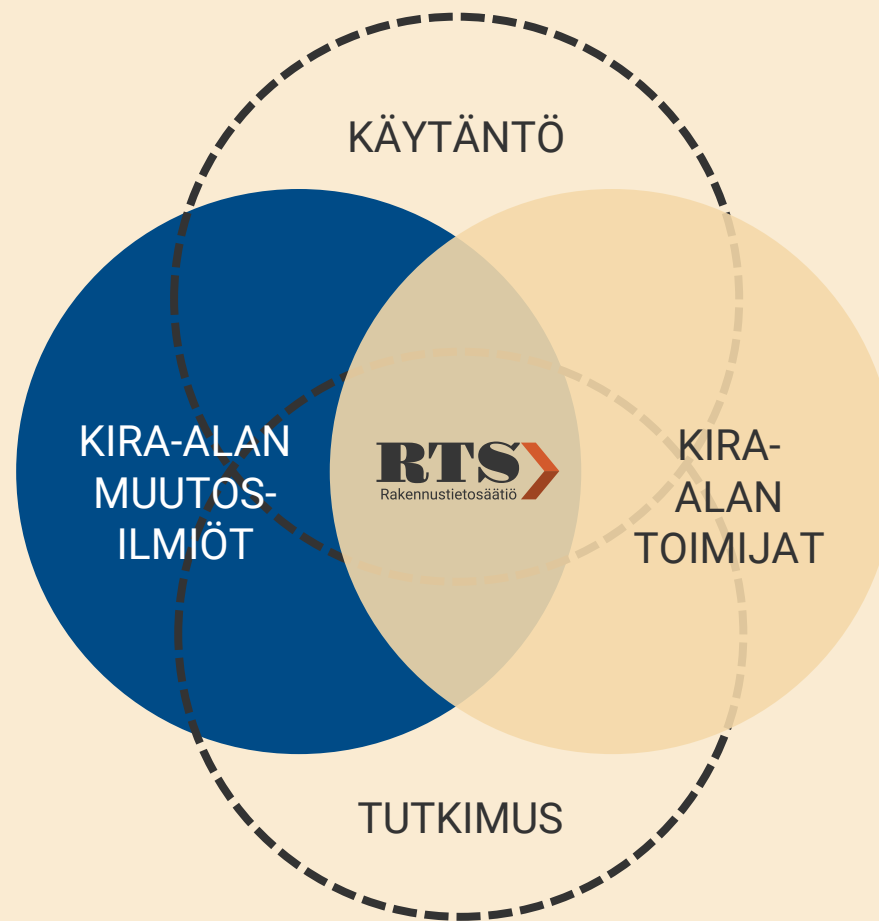 KÄYTÄNTÖ
KIRA-ALAN
MUUTOS-
ILMIÖT
RTS
Rakennustietosäätiö
KIRA-
ALAN
TOIMIJAT
TUTKIMUS